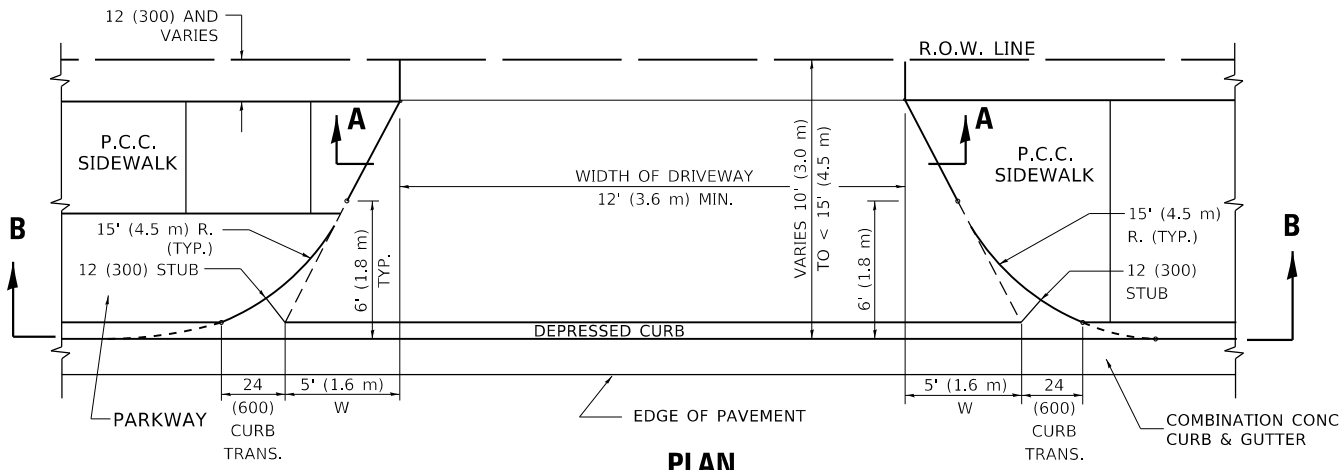 12 (300) AND
VARIES
R.O.W. LINE
A
A
P.C.C.
SIDEWALK
P.C.C.
SIDEWALK
WIDTH OF DRIVEWAY
12' (3.6 m) MIN.
VARIES 10' (3.0 m)
TO < 15' (4.5 m)
B
B
15' (4.5 m) R.
(TYP.)
12 (300) STUB
6' (1.8 m)
TYP.
6' (1.8 m)
15' (4.5 m)
R. (TYP.)
12 (300)
STUB
DEPRESSED CURB
24
(600)
CURB
TRANS.
5' (1.6 m)
W
5' (1.6 m)
W
24
(600)
CURB
TRANS.
PARKWAY
EDGE OF PAVEMENT
COMBINATION CONC
CURB & GUTTER
PLAN